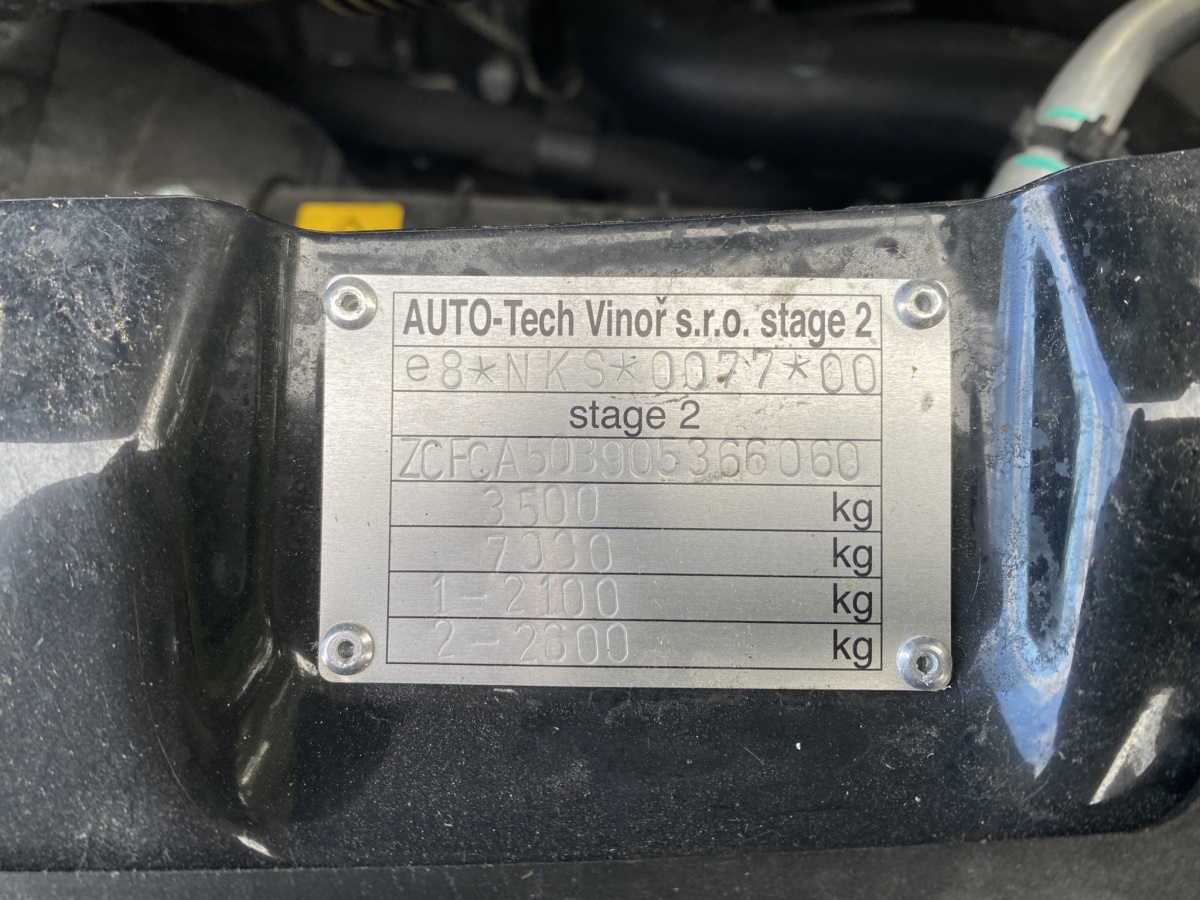 AUTO-Tech Vinoř s.r.o. stage 2
e8*NKS*0077*00
stage 2
ZCFCA50B905366060
3500 kg
7000 kg
1-2100 kg
2-2600 kg